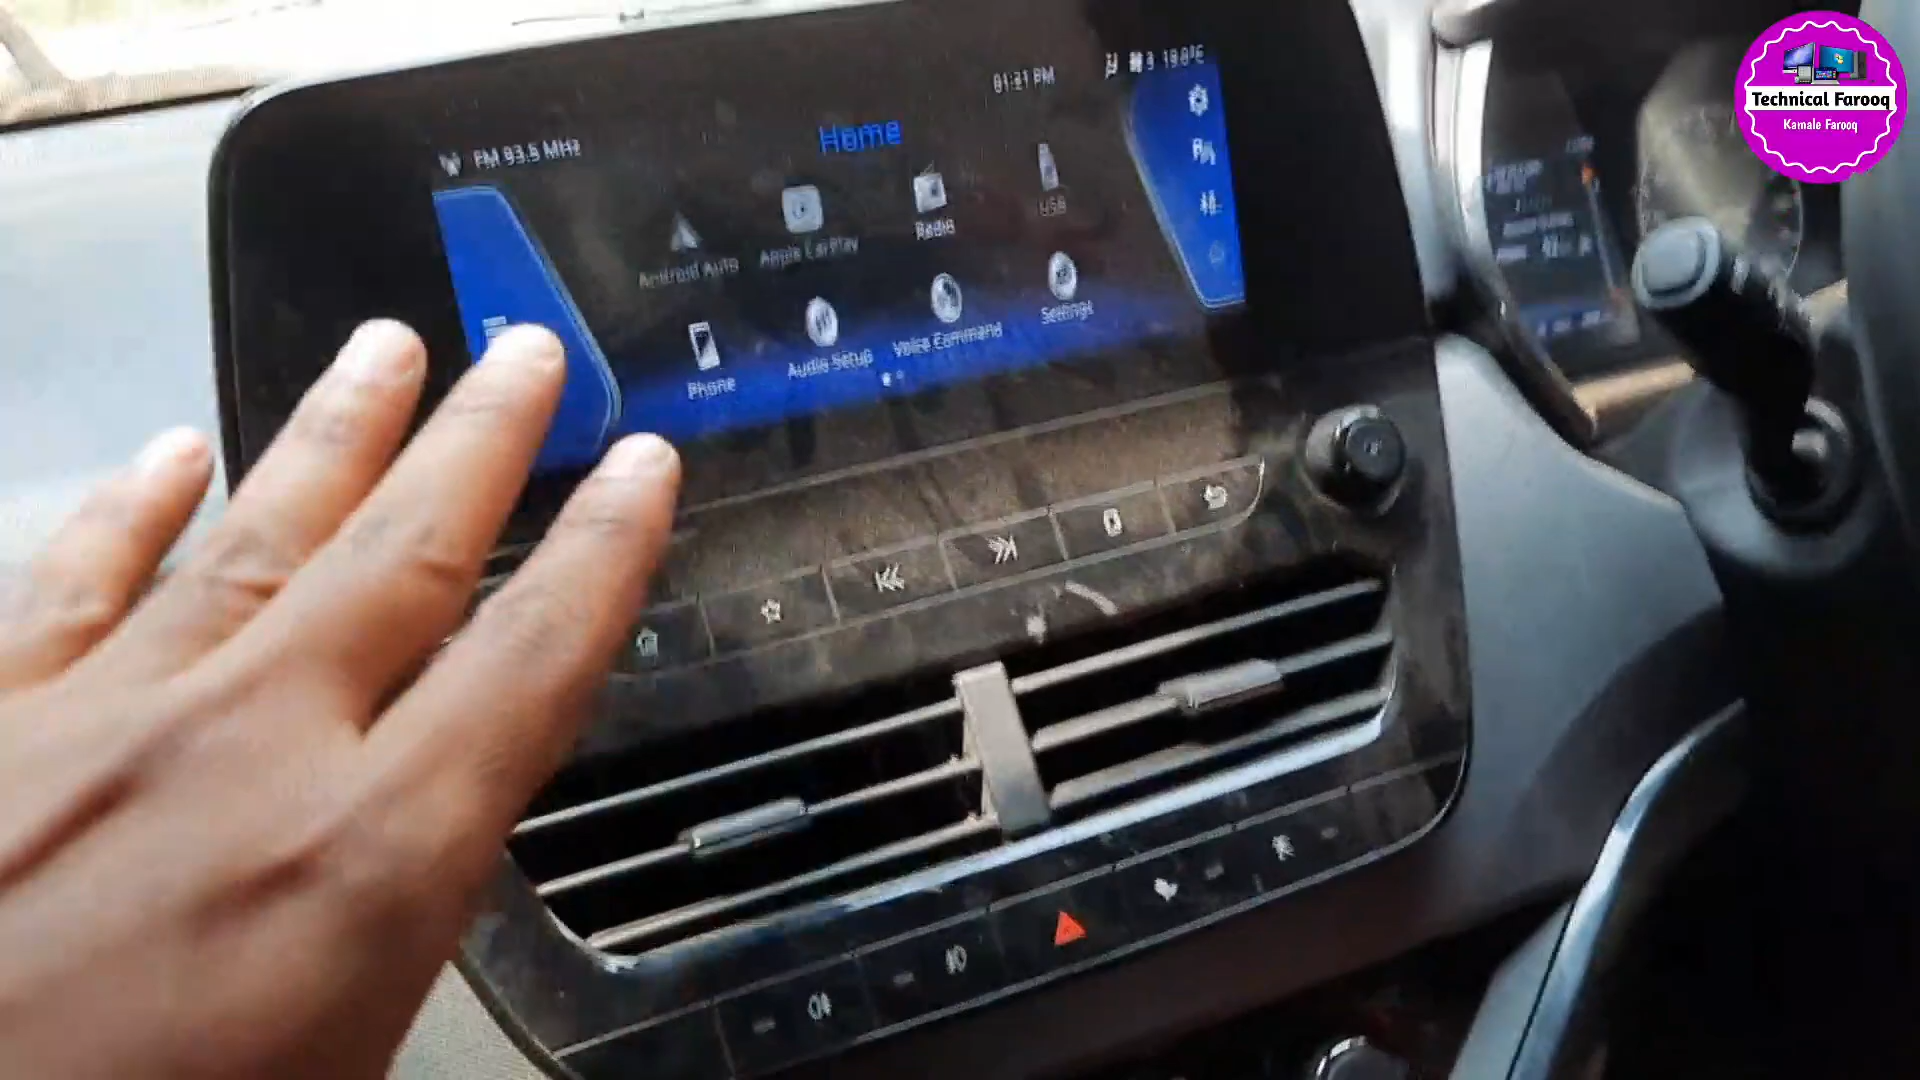 Technical Farooq
Kamale Farooq
01:21 PM
FM 93.5 MHz
Home
Android Auto
Apple CarPlay
Radio
USB
Phone
Audio Setup
Voice Command
Settings